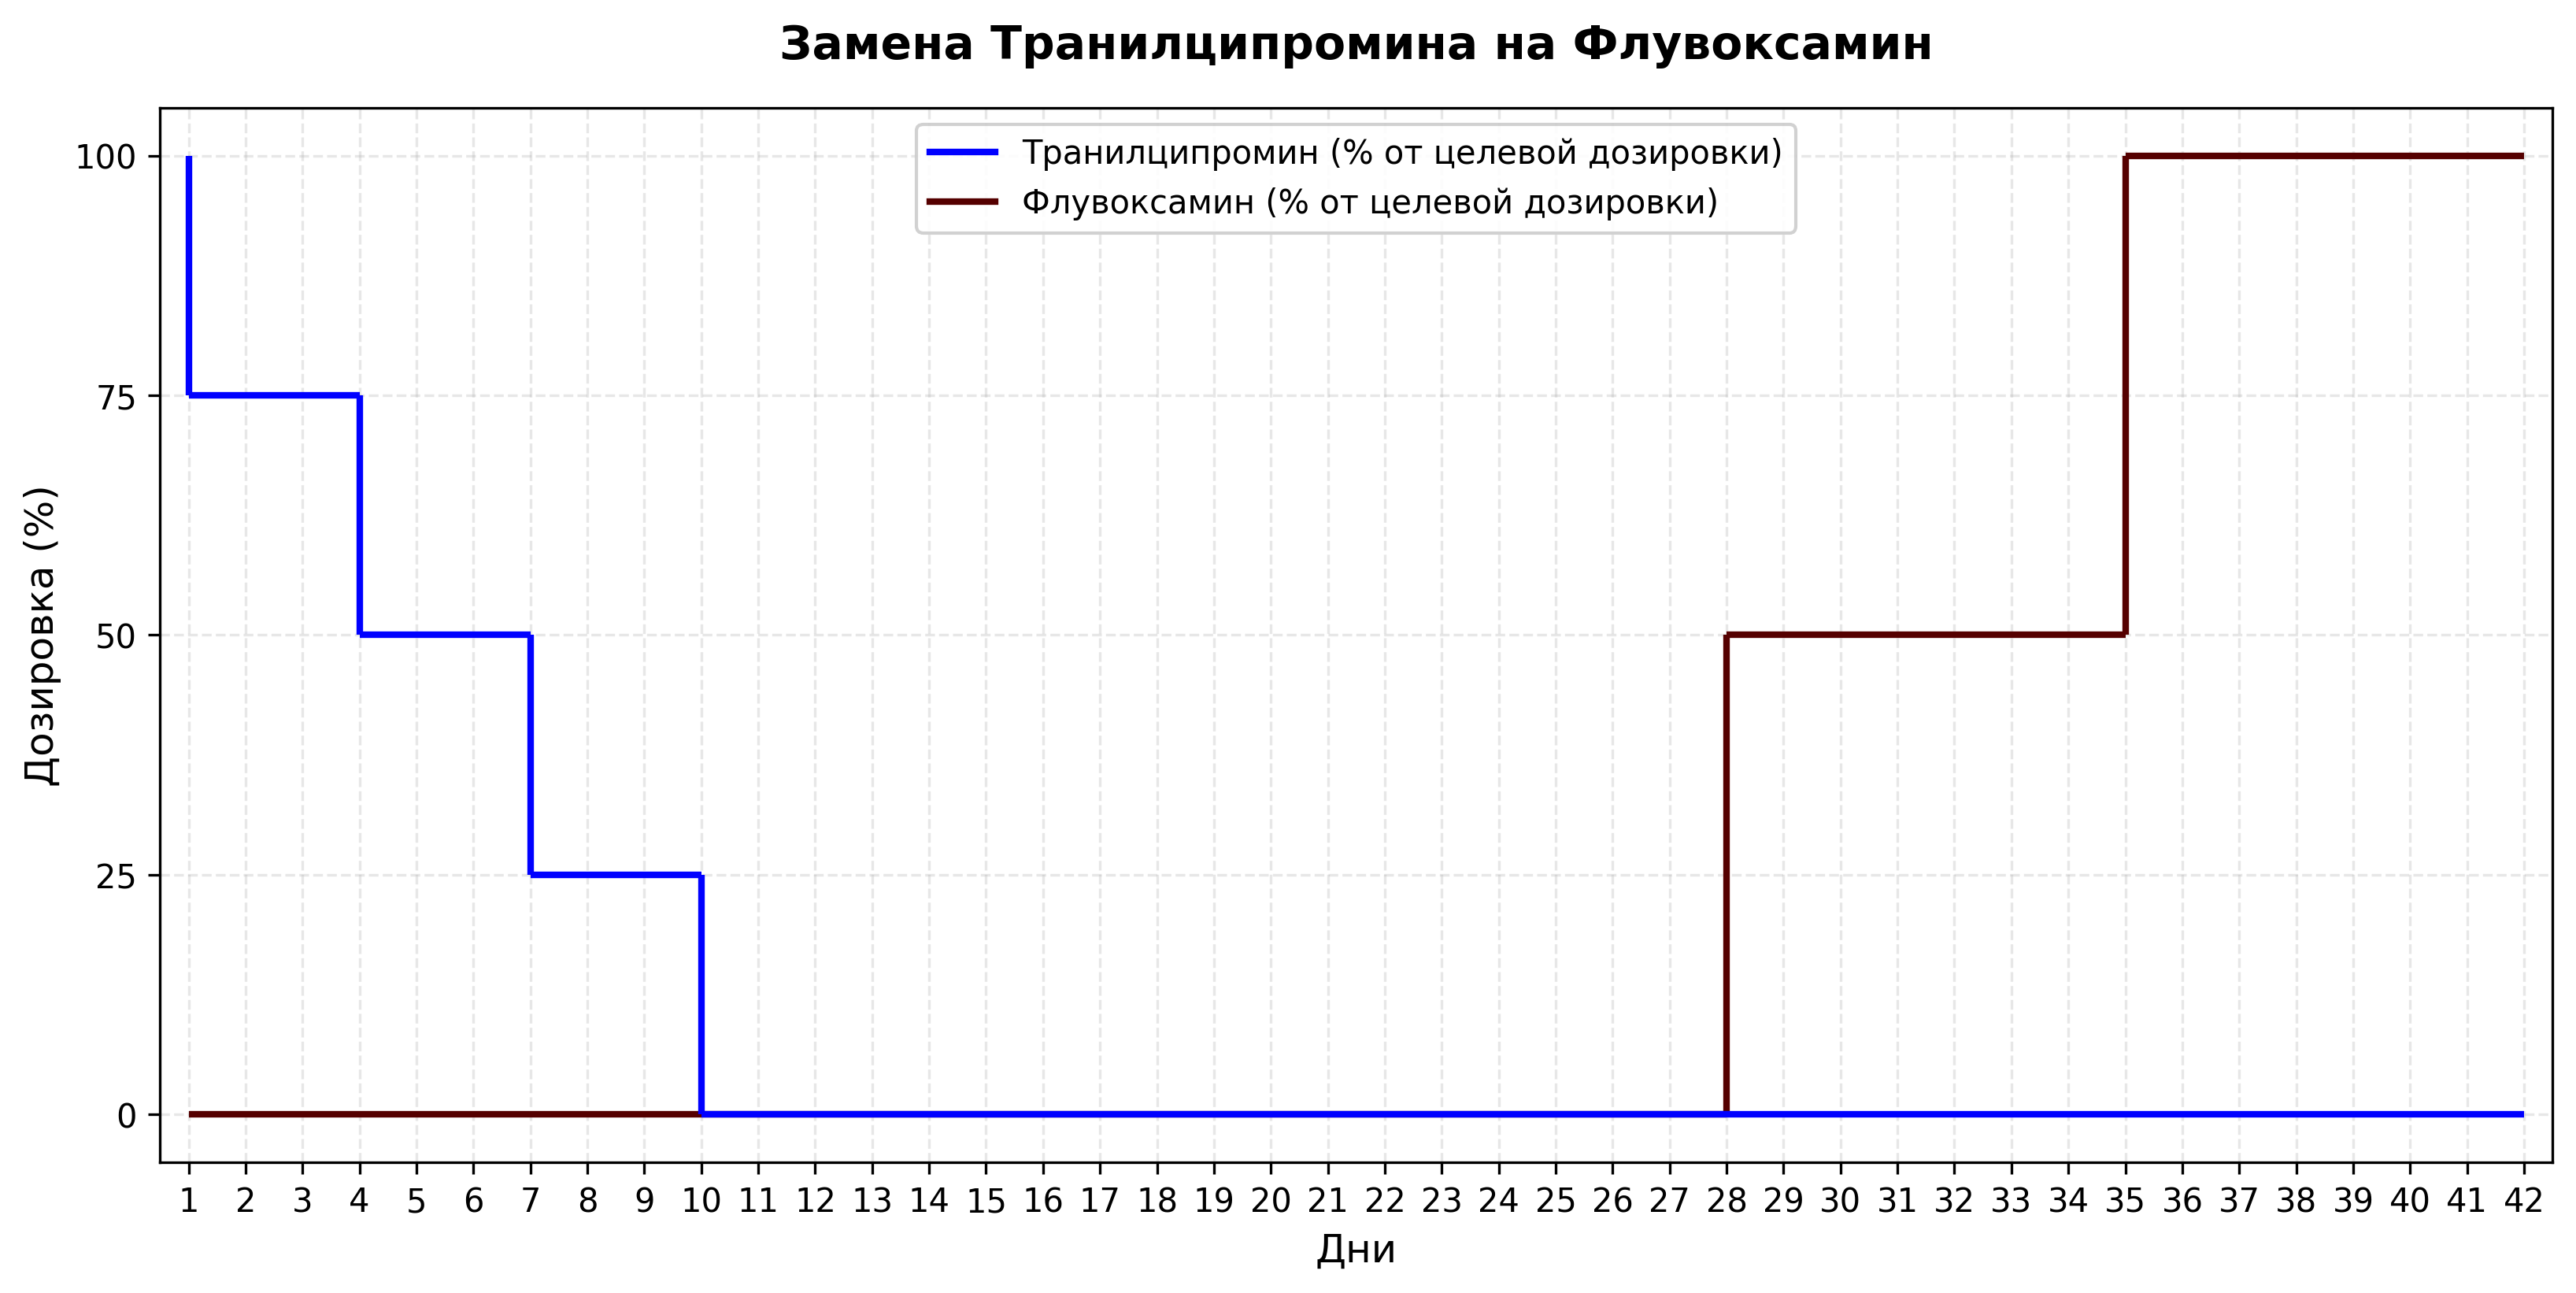 Замена Транилципромина на Флувоксамин
Транилципромин (% от целевой дозировки)
Флувоксамин (% от целевой дозировки)
Дозировка (%)
100
75
50
25
0
1 2 3 4 5 6 7 8 9 10 11 12 13 14 15 16 17 18 19 20 21 22 23 24 25 26 27 28 29 30 31 32 33 34 35 36 37 38 39 40 41 42
Дни